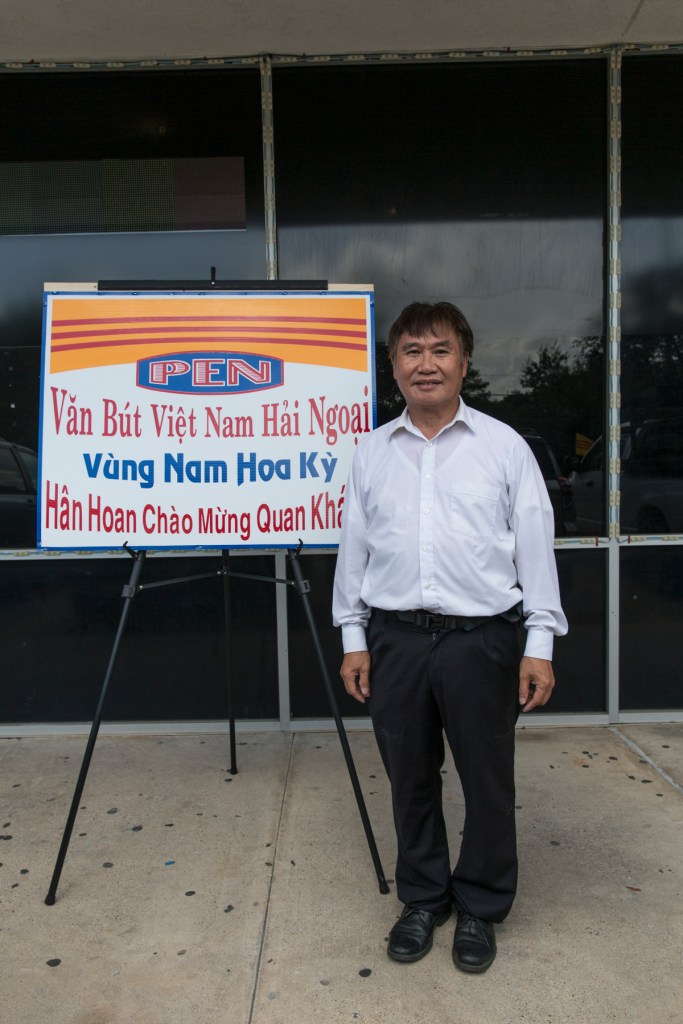 PEN
Văn Bút Việt Nam Hải Ngoại
Vùng Nam Hoa Kỳ
Hân Hoan Chào Mừng Quan Khá